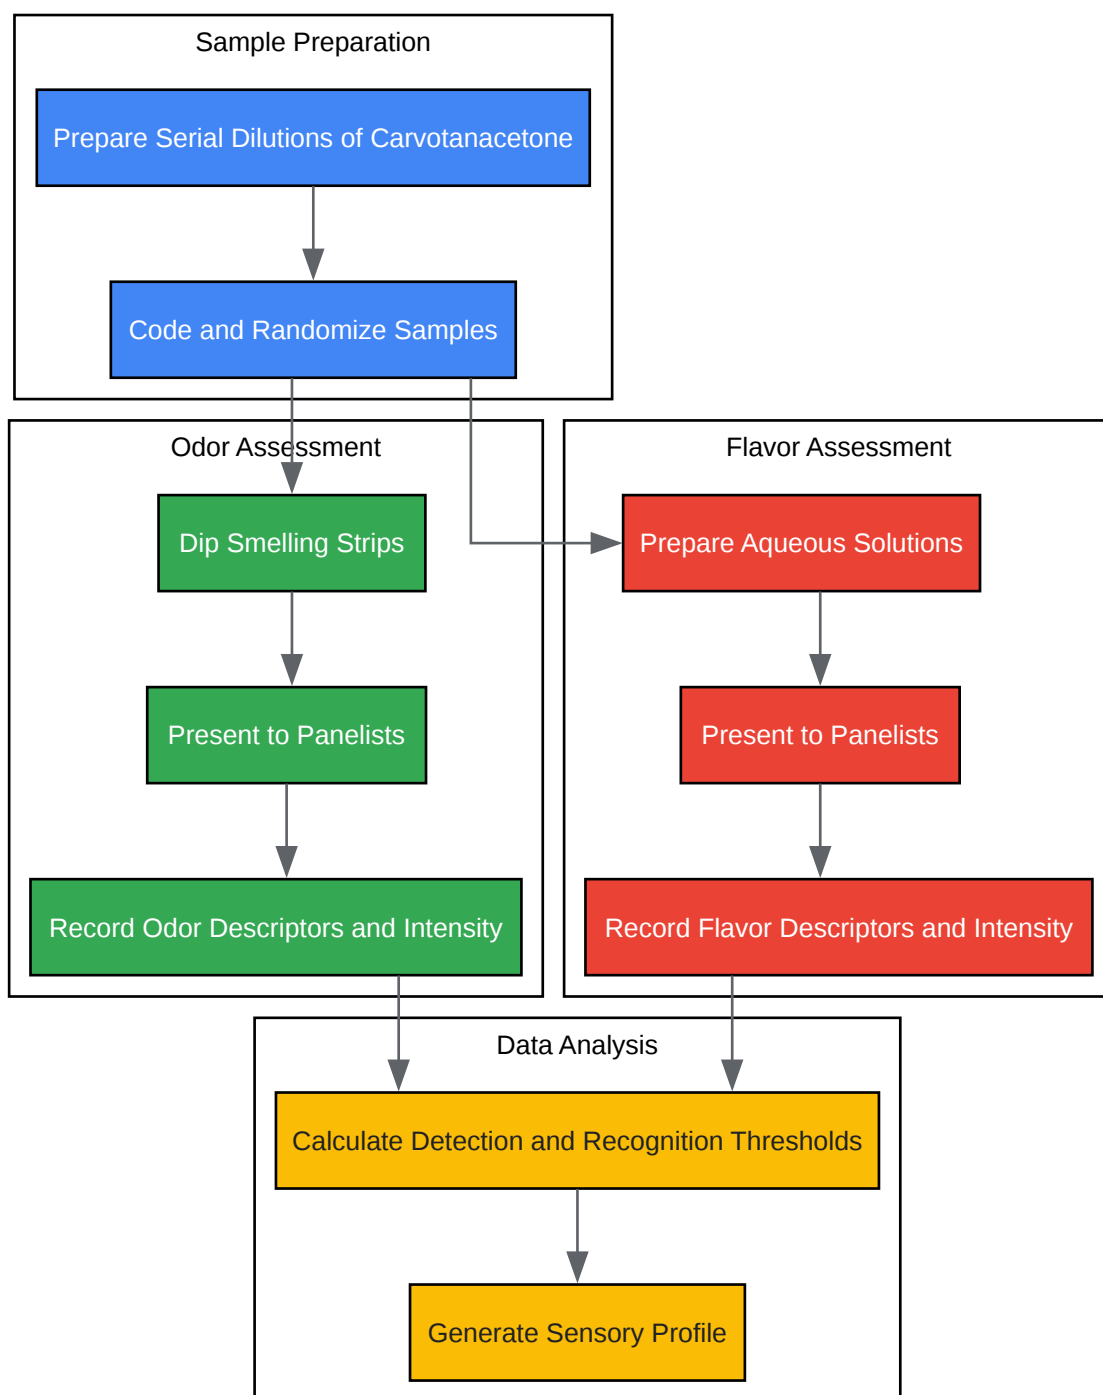 Sample Preparation
Prepare Serial Dilutions of Carvotanacetone
Code and Randomize Samples
Odor Assessment
Dip Smelling Strips
Present to Panelists
Record Odor Descriptors and Intensity
Flavor Assessment
Prepare Aqueous Solutions
Present to Panelists
Record Flavor Descriptors and Intensity
Data Analysis
Calculate Detection and Recognition Thresholds
Generate Sensory Profile